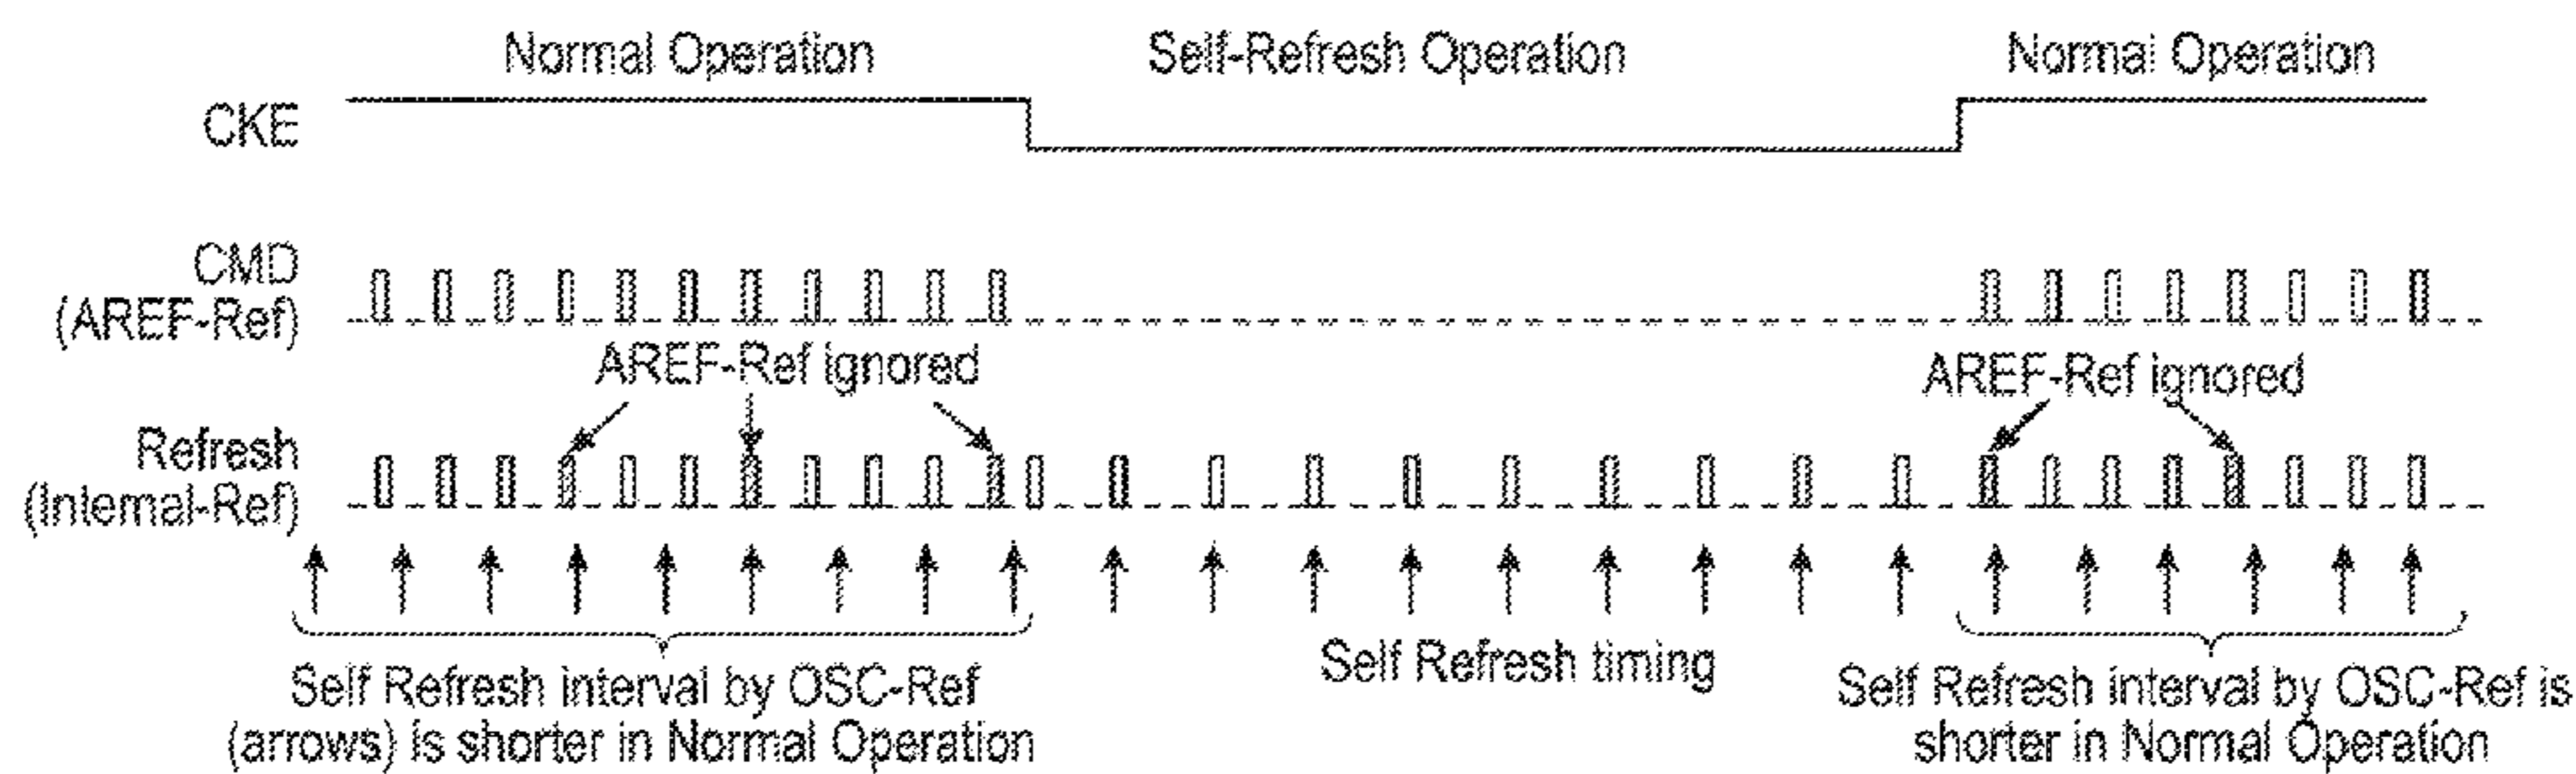 Normal Operation
Self-Refresh Operation
Normal Operation
CKE
CMD
(AREF-Ref)
AREF-Ref ignored
AREF-Ref ignored
Refresh
(Internal-Ref)
Self Refresh interval by OSC-Ref
(arrows) is shorter in Normal Operation
Self Refresh timing
Self Refresh interval by OSC-Ref is
shorter in Normal Operation